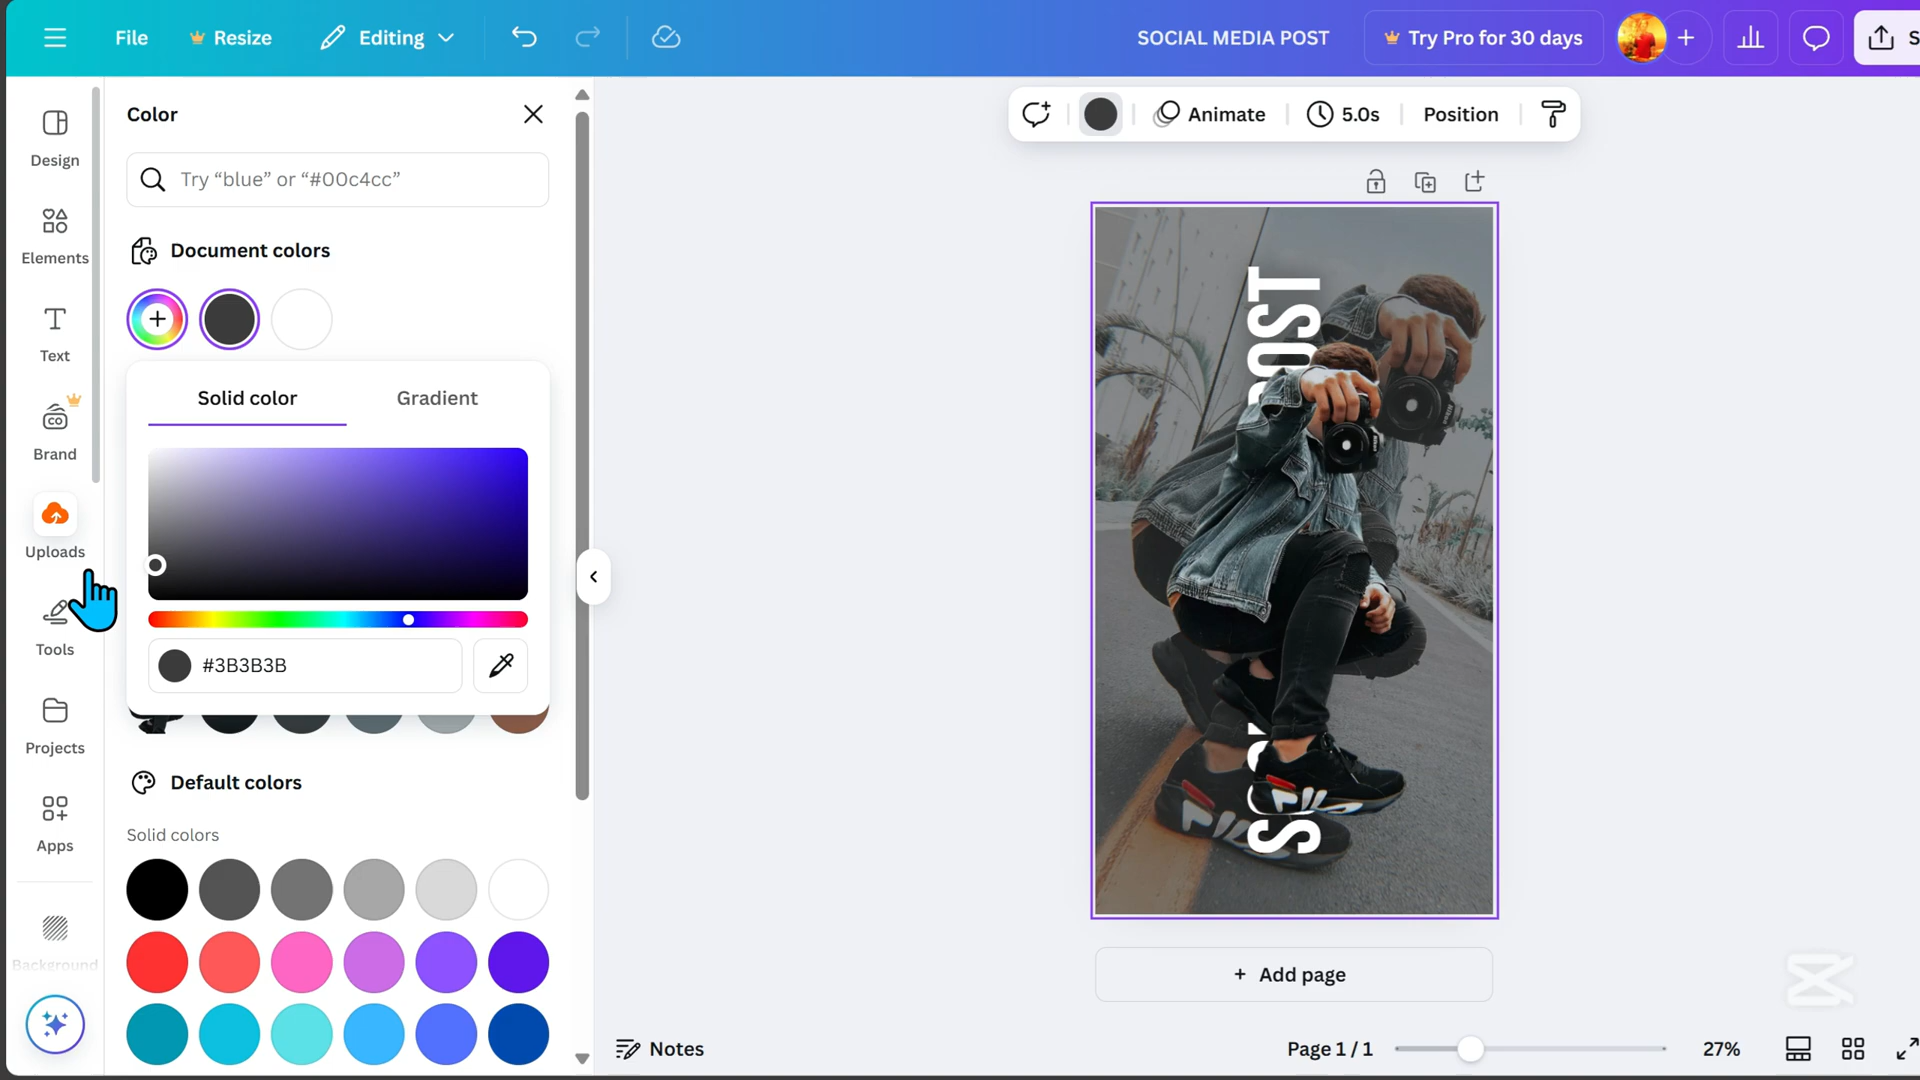 File
Resize
Editing
SOCIAL MEDIA POST
Try Pro for 30 days
S
Design
Elements
Text
Brand
Uploads
Tools
Projects
Apps
Background
Color
Try “blue” or “#00c4cc”
Document colors
Solid color
Gradient
#3B3B3B
Default colors
Solid colors
Animate
5.0s
Position
POST
Add page
Notes
Page 1 / 1
27%